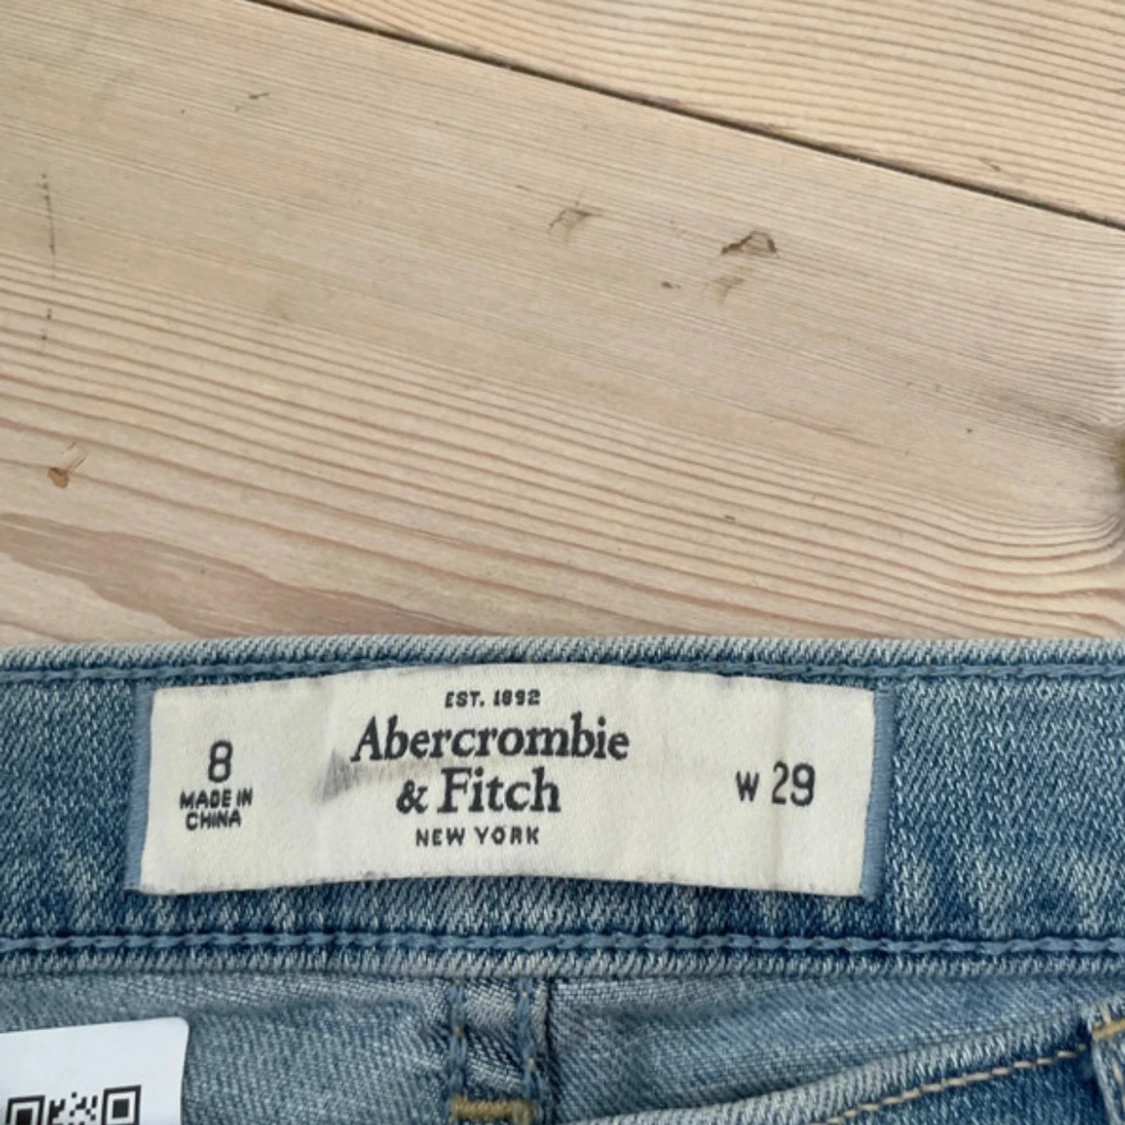 EST. 1892
Abercrombie
& Fitch
NEW YORK
8
MADE IN
CHINA
W 29